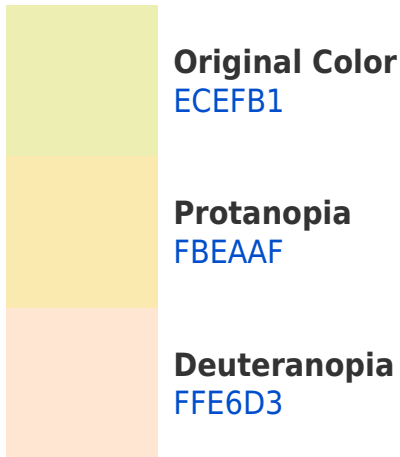 Original Color
ECEFB1
Protanopia
FBEAAF
Deuteranopia
FFE6D3